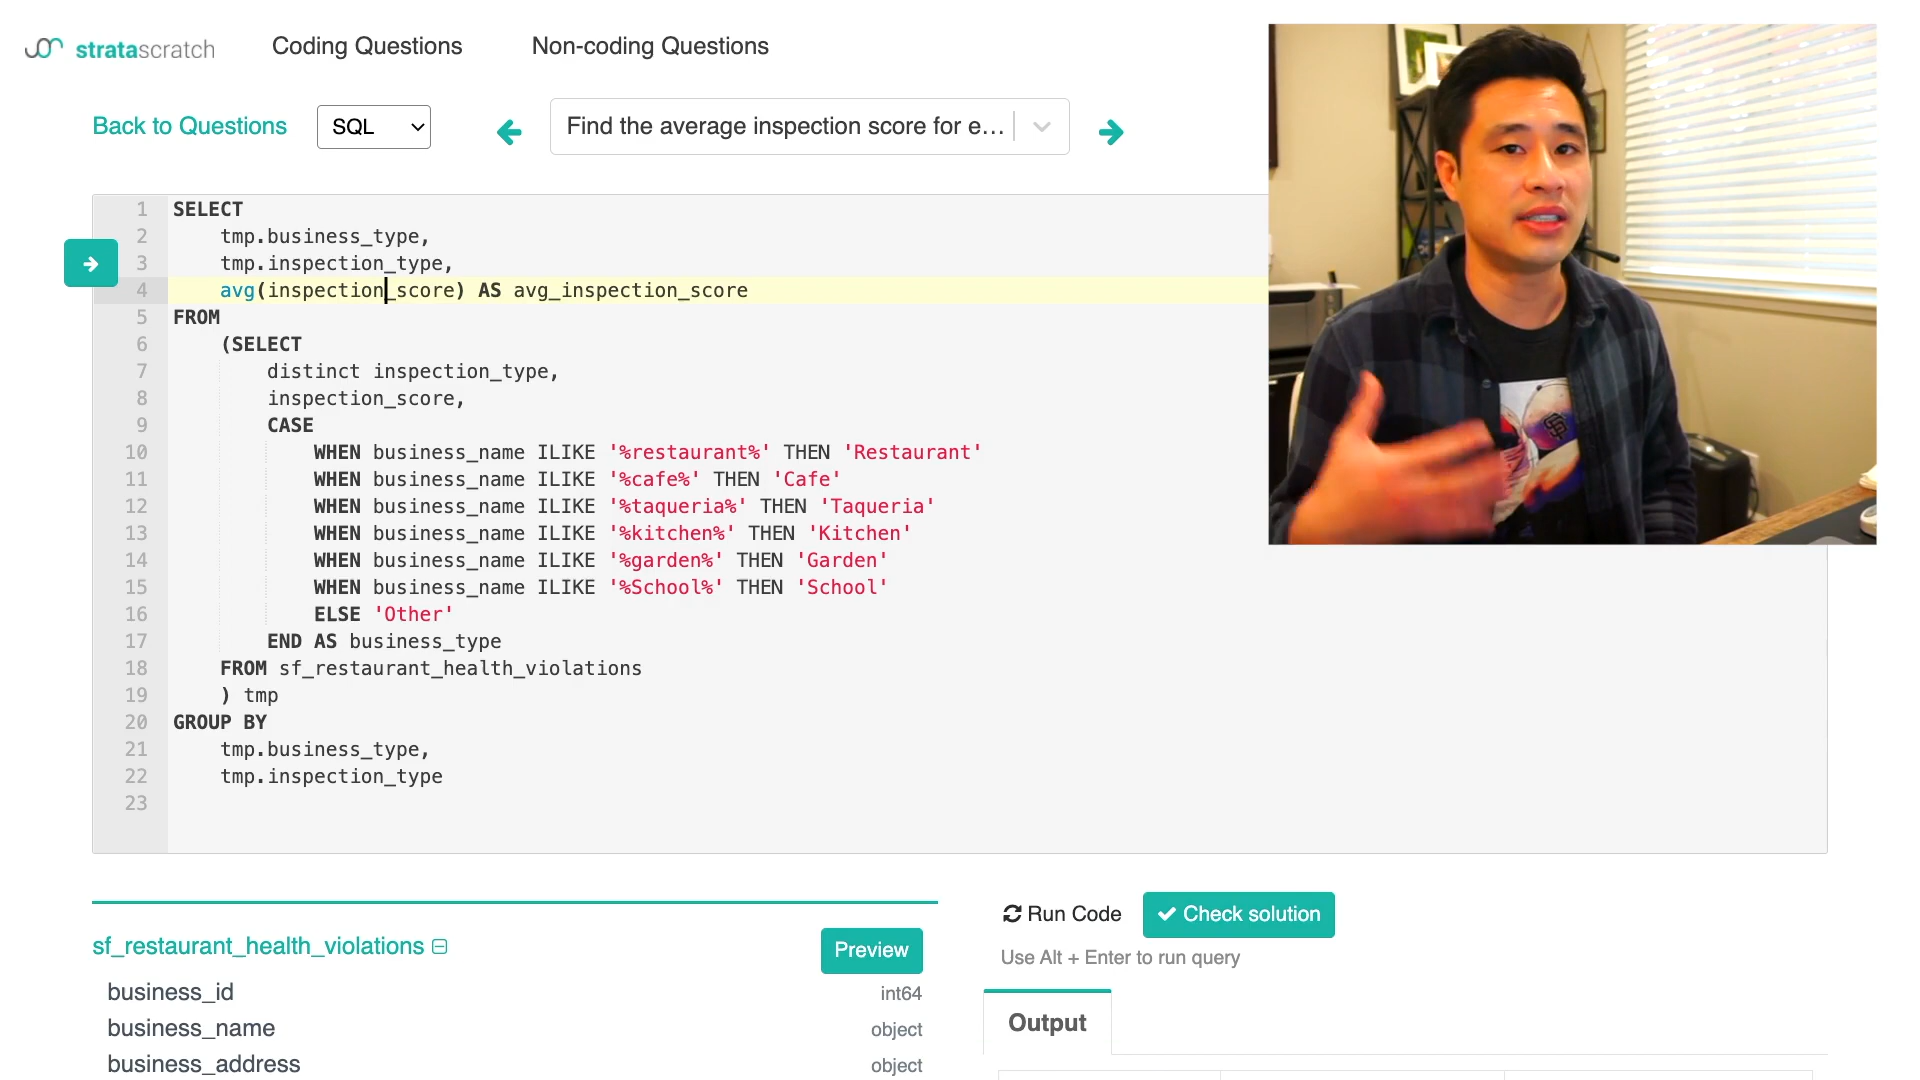 stratascratch
Coding Questions
Non-coding Questions
Back to Questions
SQL
Find the average inspection score for e...
1 SELECT
2 tmp.business_type,
3 tmp.inspection_type,
4 avg(inspection_score) AS avg_inspection_score
5 FROM
6 (SELECT
7 distinct inspection_type,
8 inspection_score,
9 CASE
10 WHEN business_name ILIKE '%restaurant%' THEN 'Restaurant'
11 WHEN business_name ILIKE '%cafe%' THEN 'Cafe'
12 WHEN business_name ILIKE '%taqueria%' THEN 'Taqueria'
13 WHEN business_name ILIKE '%kitchen%' THEN 'Kitchen'
14 WHEN business_name ILIKE '%garden%' THEN 'Garden'
15 WHEN business_name ILIKE '%School%' THEN 'School'
16 ELSE 'Other'
17 END AS business_type
18 FROM sf_restaurant_health_violations
19 ) tmp
20 GROUP BY
21 tmp.business_type,
22 tmp.inspection_type
23
sf_restaurant_health_violations
Preview
business_id int64
business_name object
business_address object
Run Code
Check solution
Use Alt + Enter to run query
Output
SF